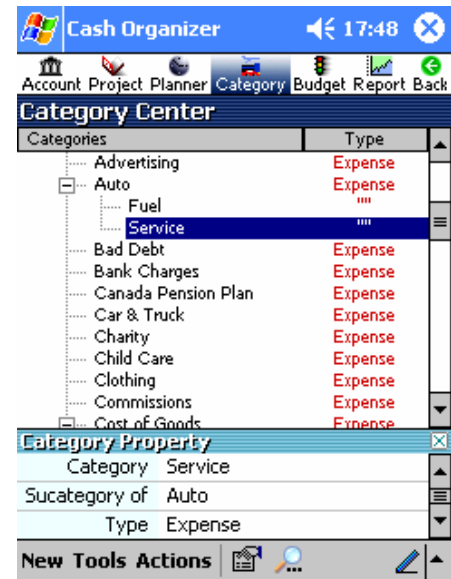 Cash Organizer 17:48
Account Project Planner Category Budget Report Back
Category Center
Categories Type
Advertising Expense
Auto Expense
Fuel ""
Service ""
Bad Debt Expense
Bank Charges Expense
Canada Pension Plan Expense
Car & Truck Expense
Charity Expense
Child Care Expense
Clothing Expense
Commissions Expense
Cost of Goods Expense
Category Property
Category Service
Sucategory of Auto
Type Expense
New Tools Actions